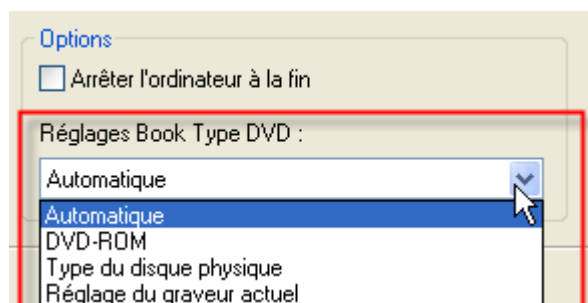 Options
Arrêter l'ordinateur à la fin
Réglages Book Type DVD :
Automatique
Automatique
DVD-ROM
Type du disque physique
Réglage du graveur actuel